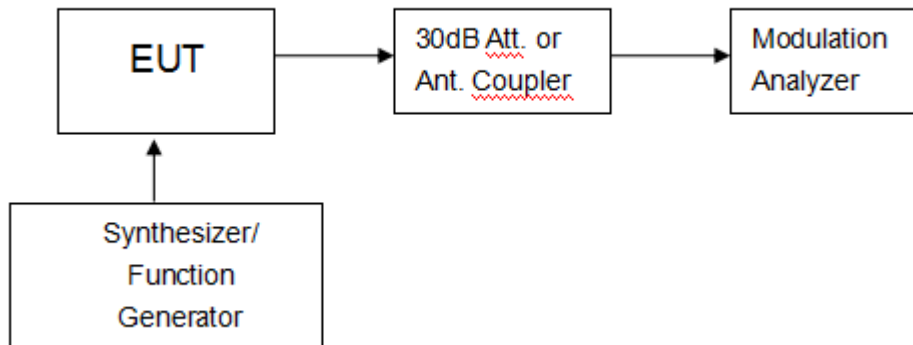 EUT
30dB Att. or
Ant. Coupler
Modulation
Analyzer
Synthesizer/
Function
Generator